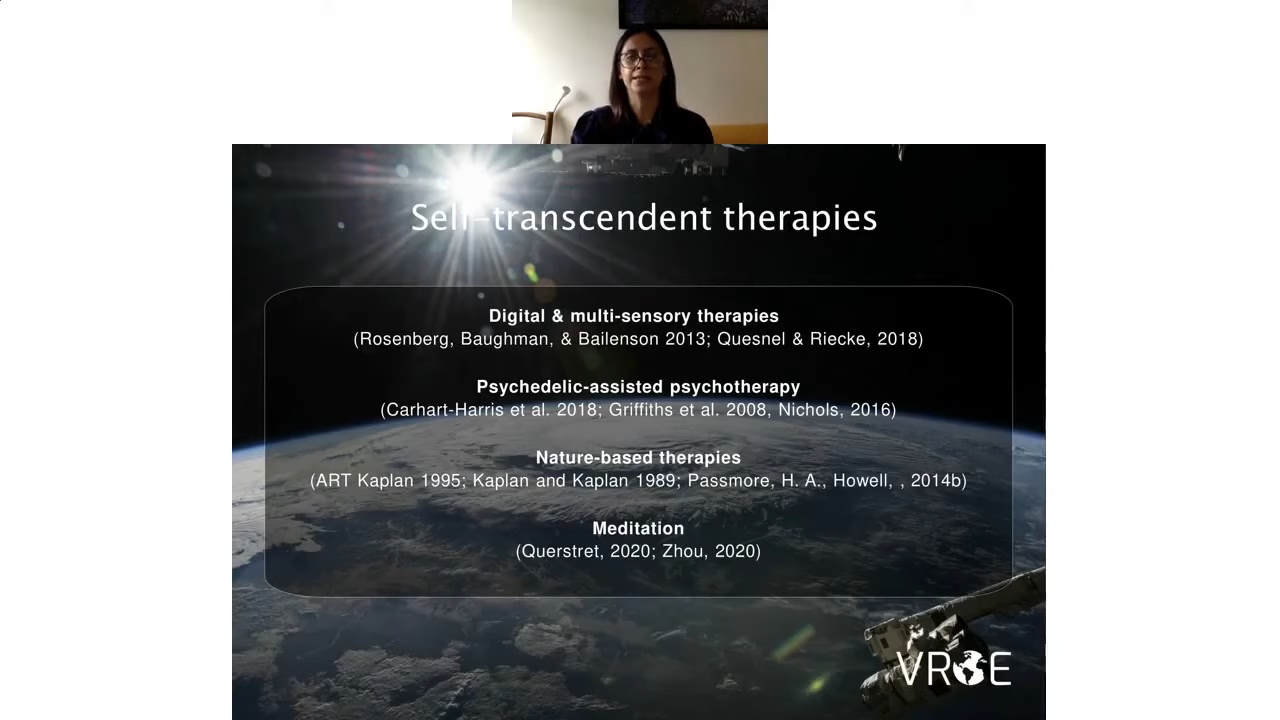 Self-transcendent therapies
Digital & multi-sensory therapies
(Rosenberg, Baughman, & Bailenson 2013; Quesnel & Riecke, 2018)
Psychedelic-assisted psychotherapy
(Carhart-Harris et al. 2018; Griffiths et al. 2008, Nichols, 2016)
Nature-based therapies
(ART Kaplan 1995; Kaplan and Kaplan 1989; Passmore, H. A., Howell, , 2014b)
Meditation
(Querstret, 2020; Zhou, 2020)
VROE